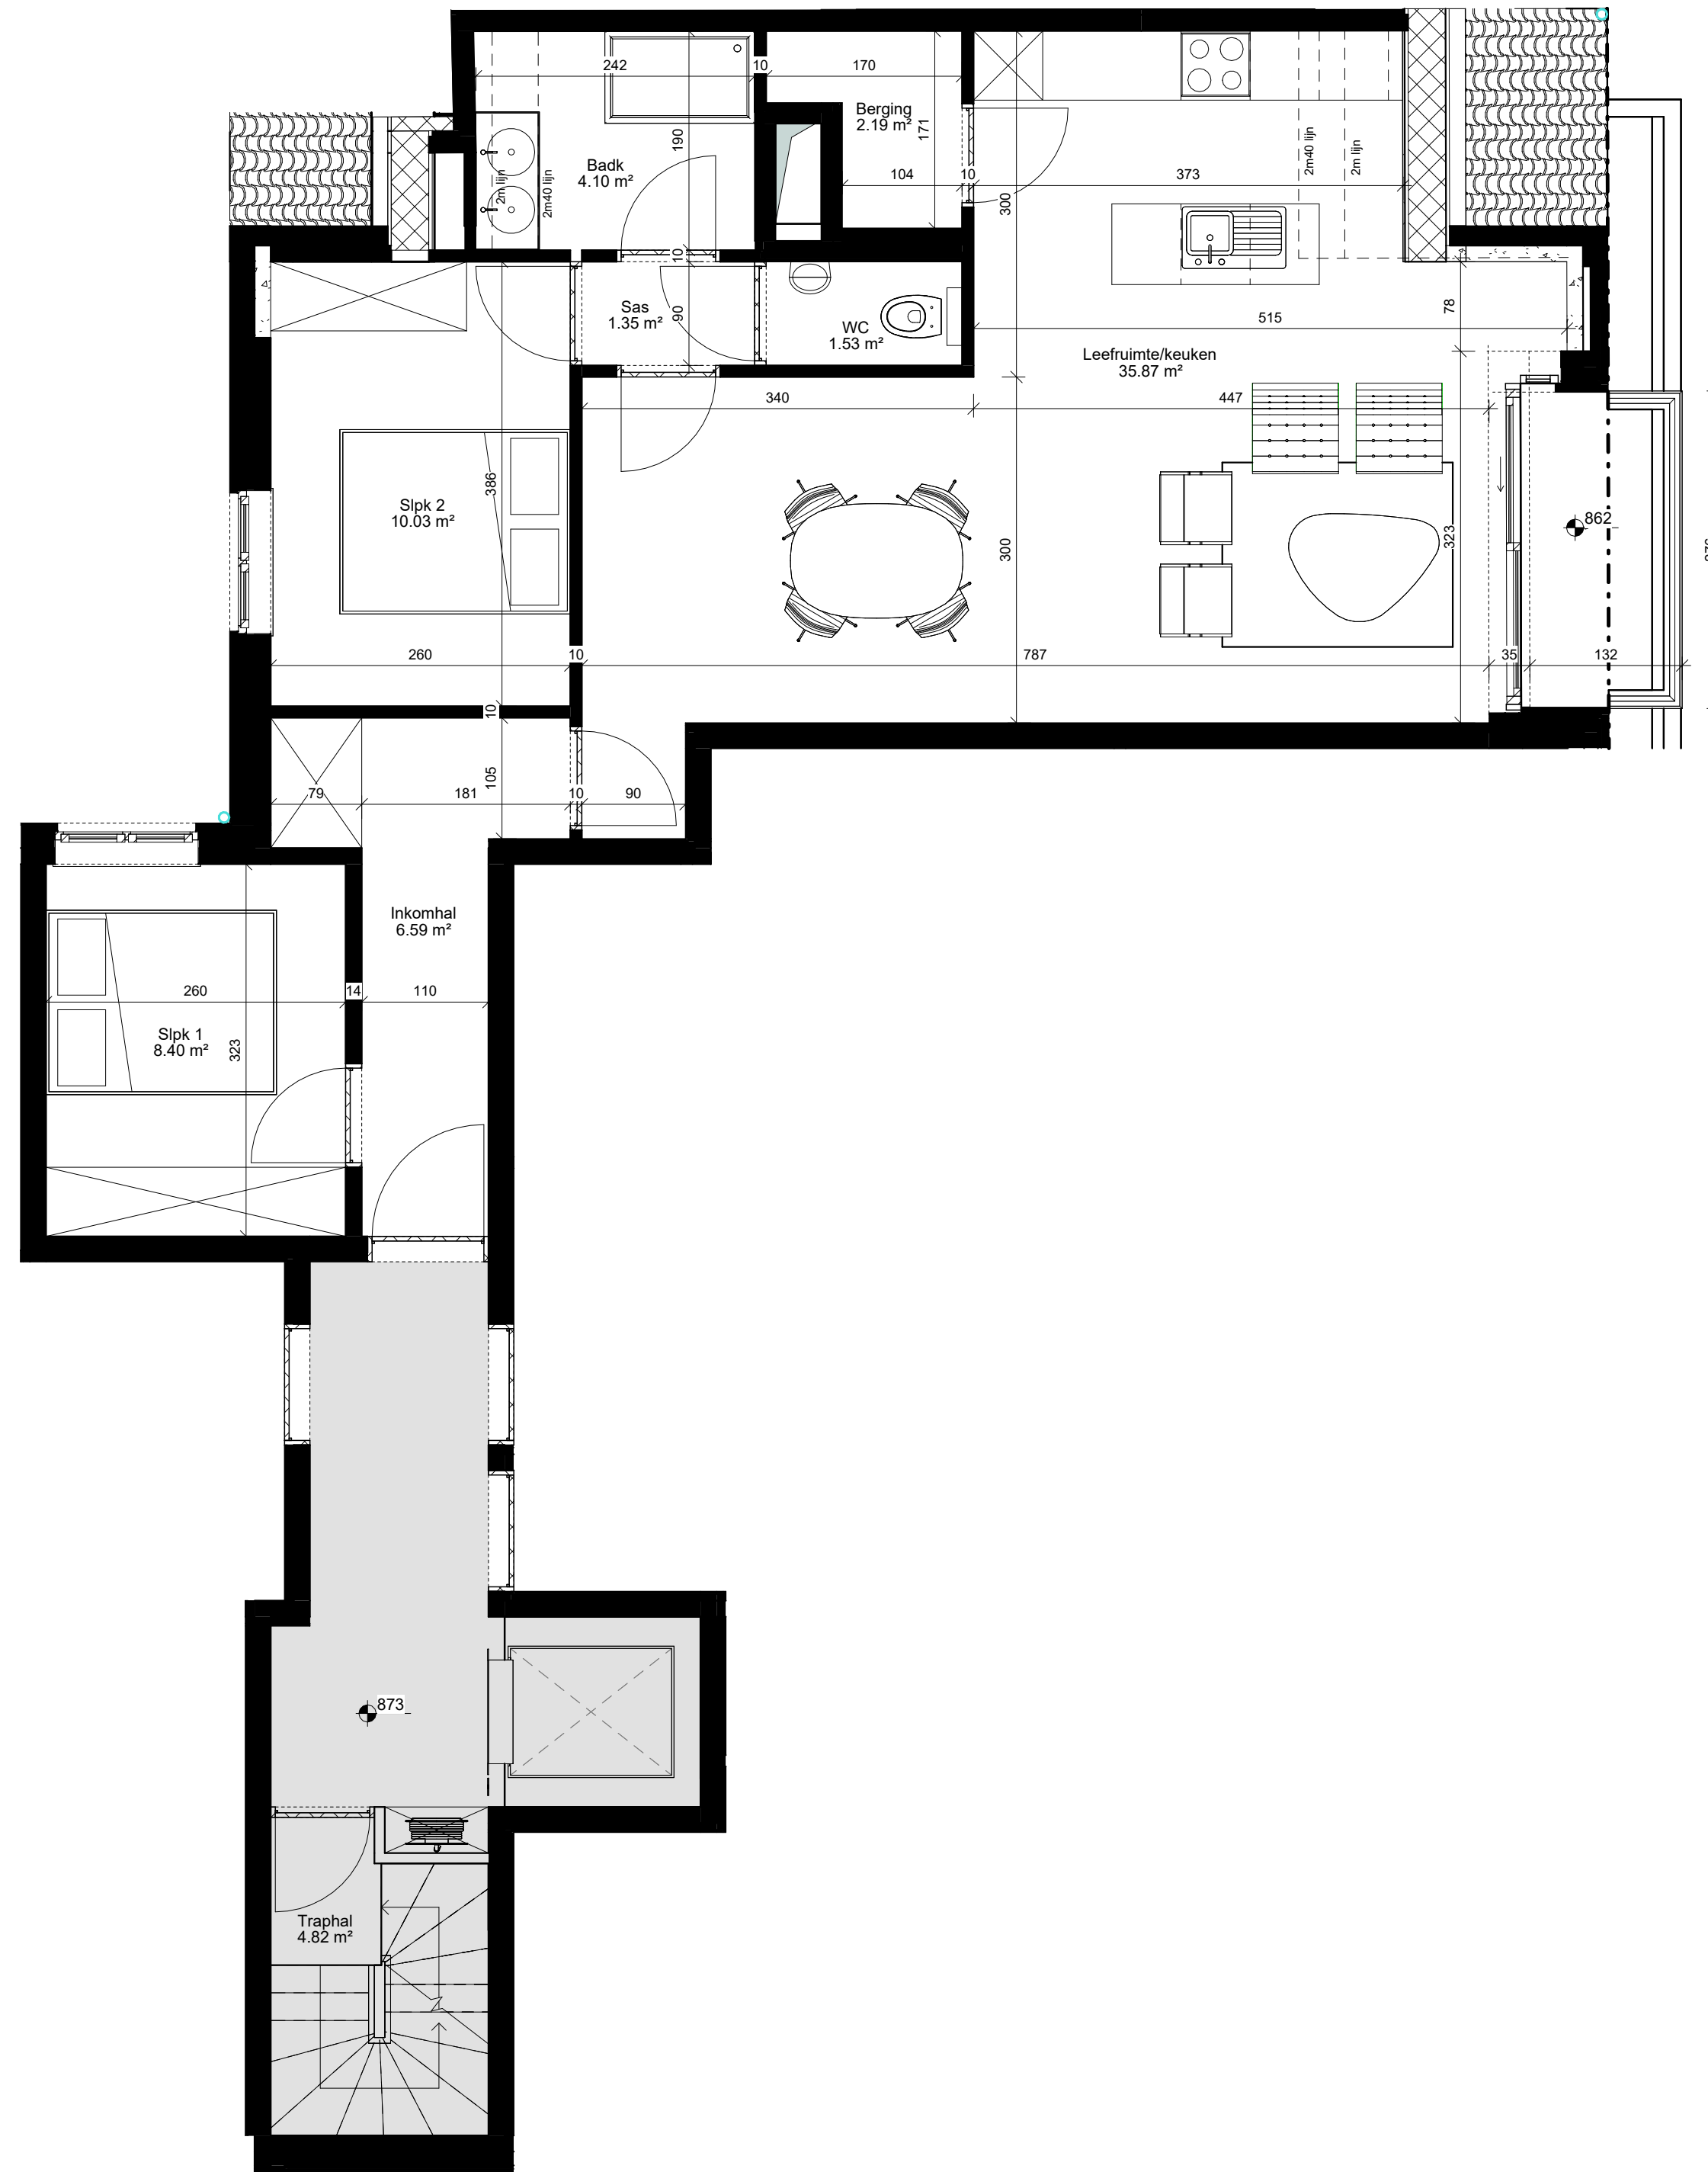 242
10
170
Berging
2.19 m²
171
190
Badk
4.10 m²
2m lijn
2m40 lijn
104
10
373
300
2m40 lijn
2m lijn
10
Sas
1.35 m²
90
WC
1.53 m²
515
78
Leefruimte/keuken
35.87 m²
340
447
386
Slpk 2
10.03 m²
300
323
862
260
10
787
35
132
10
105
79
181
10
90
Inkomhal
6.59 m²
260
14
110
Slpk 1
8.40 m²
323
873
Traphal
4.82 m²